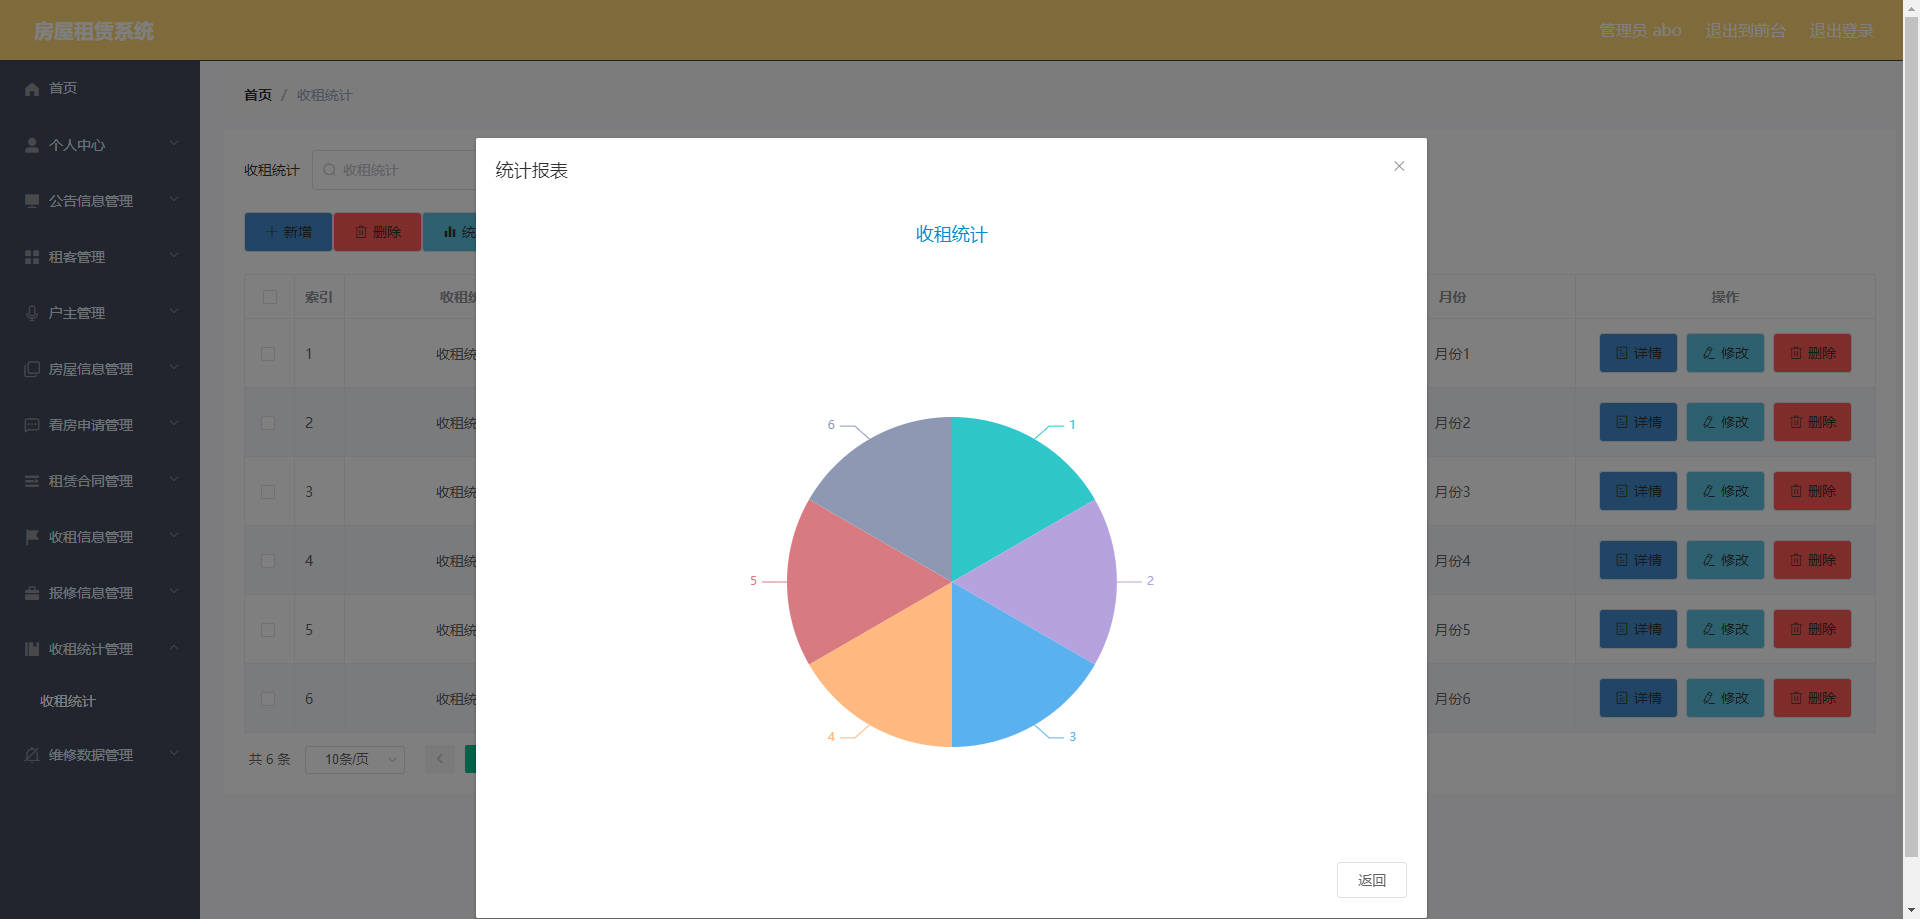 房屋租赁系统
管理员 abo 退出到前台 退出登录
首页
个人中心
公告信息管理
租客管理
户主管理
房屋信息管理
看房申请管理
租赁合同管理
收租信息管理
报修信息管理
收租统计管理
收租统计
维修数据管理
首页 / 收租统计
收租统计 收租统计
新增 删除 统
索引 收租统 月份 操作
1 收租统 月份1 详情 修改 删除
2 收租统 月份2 详情 修改 删除
3 收租统 月份3 详情 修改 删除
4 收租统 月份4 详情 修改 删除
5 收租统 月份5 详情 修改 删除
6 收租统 月份6 详情 修改 删除
共 6 条 10条/页
统计报表
收租统计
6 1
5 2
4 3
返回